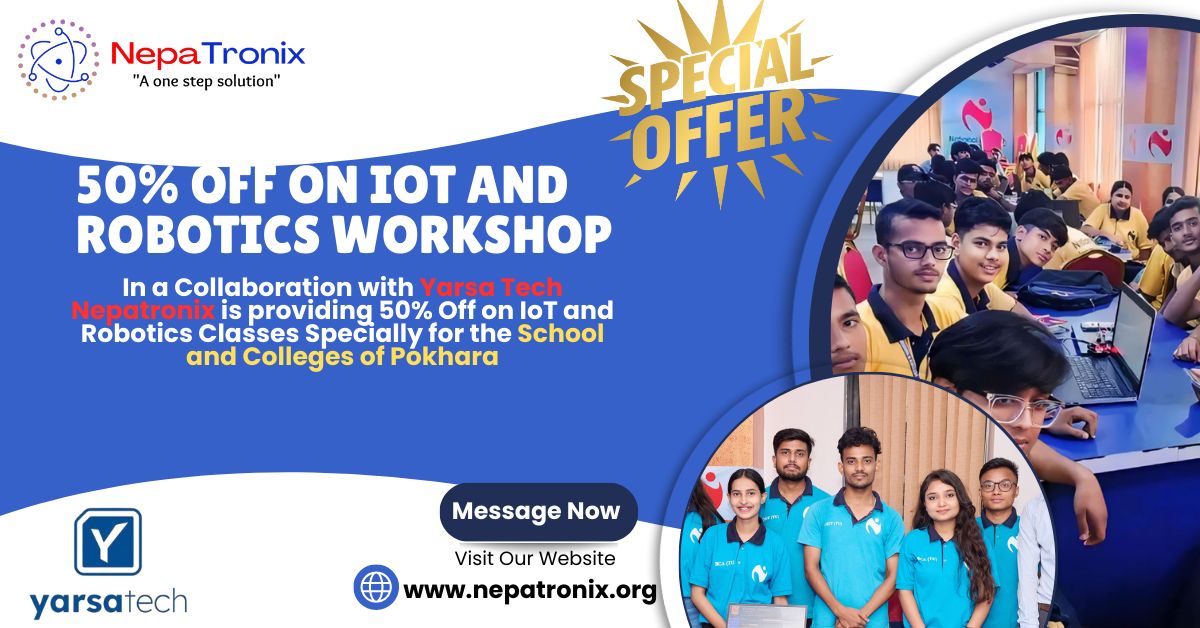 NepaTronix
"A one step solution"
SPECIAL
OFFER
50% OFF ON IOT AND
ROBOTICS WORKSHOP
In a Collaboration with Yarsa Tech
Nepatronix is providing 50% Off on IoT and
Robotics Classes Specially for the School
and Colleges of Pokhara
National
Message Now
Visit Our Website
www.nepatronix.org
Y
yarsatech